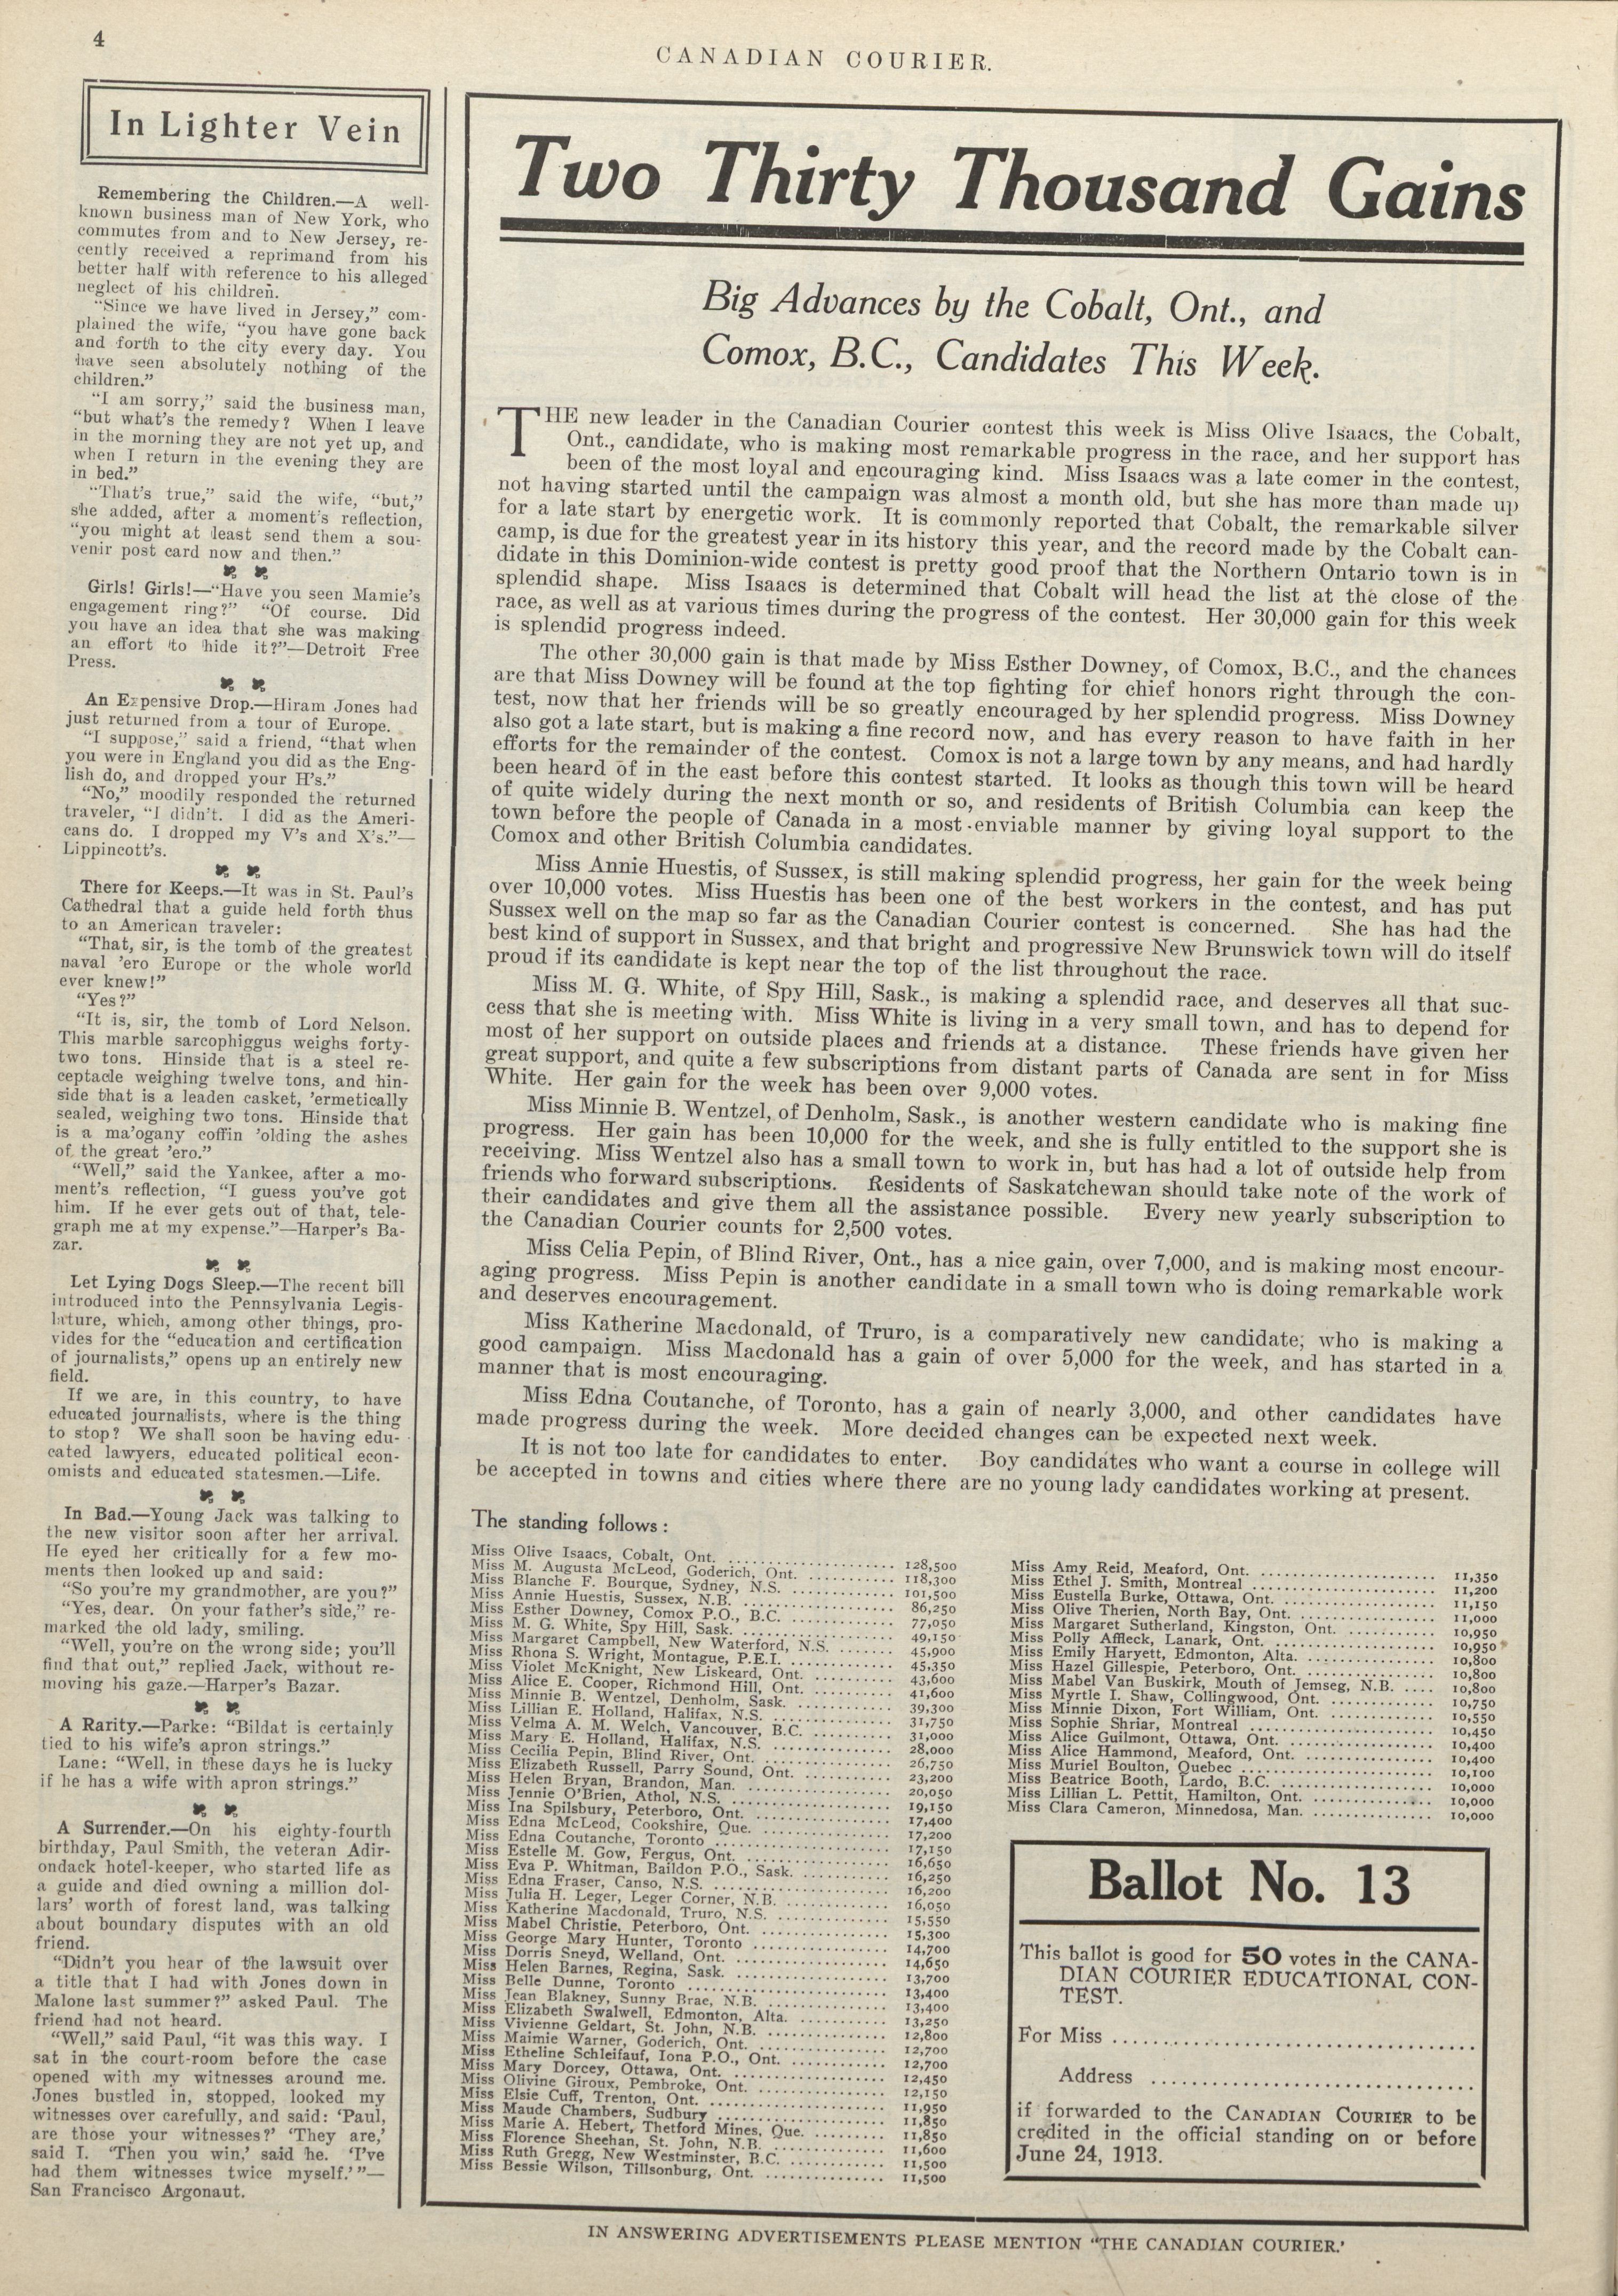 4
CANADIAN COURIER.
In Lighter Vein
Remembering the Children.—A well-
known business man of New York, who
commutes from and to New Jersey, re-
cently received a reprimand from his
better half with reference to his alleged
neglect of his children.
"Since we have lived in Jersey," com-
plained the wife, "you have gone back
and forth to the city every day. You
have seen absolutely nothing of the
children."
"I am sorry," said the business man,
"but what's the remedy? When I leave
in the morning they are not yet up, and
when I return in the evening they are
in bed."
"That's true," said the wife, "but,"
she added, after a moment's reflection,
"you might at least send them a sou-
venir post card now and then."
Girls! Girls!—"Have you seen Mamie's
engagement ring?" "Of course. Did
you have an idea that she was making
an effort to hide it?"—Detroit Free
Press.
An Expensive Drop.—Hiram Jones had
just returned from a tour of Europe.
"I suppose," said a friend, "that when
you were in England you did as the Eng-
lish do, and dropped your H's."
"No," moodily responded the returned
traveler, "I didn't. I did as the Ameri-
cans do. I dropped my V's and X's."—
Lippincott's.
There for Keeps.—It was in St. Paul's
Cathedral that a guide held forth thus
to an American traveler:
"That, sir, is the tomb of the greatest
naval 'ero Europe or the whole world
ever knew!"
"Yes?"
"It is, sir, the tomb of Lord Nelson.
This marble sarcophiggus weighs forty-
two tons. Hinside that is a steel re-
ceptacle weighing twelve tons, and hin-
side that is a leaden casket, 'ermetically
sealed, weighing two tons. Hinside that
is a ma'ogany coffin 'olding the ashes
of the great 'ero."
"Well," said the Yankee, after a mo-
ment's reflection, "I guess you've got
him. If he ever gets out of that, tele-
graph me at my expense."—Harper's Ba-
zar.
Let Lying Dogs Sleep.—The recent bill
introduced into the Pennsylvania Legis-
lature, which, among other things, pro-
vides for the "education and certification
of journalists," opens up an entirely new
field.
If we are, in this country, to have
educated journalists, where is the thing
to stop? We shall soon be having edu-
cated lawyers, educated political econ-
omists and educated statesmen.—Life.
In Bad.—Young Jack was talking to
the new visitor soon after her arrival.
He eyed her critically for a few mo-
ments then looked up and said:
"So you're my grandmother, are you?"
"Yes, dear. On your father's side," re-
marked the old lady, smiling.
"Well, you're on the wrong side; you'll
find that out," replied Jack, without re-
moving his gaze.—Harper's Bazar.
A Rarity.—Parke: "Bildat is certainly
tied to his wife's apron strings."
Lane: "Well, in these days he is lucky
if he has a wife with apron strings."
A Surrender.—On his eighty-fourth
birthday, Paul Smith, the veteran Adir-
ondack hotel-keeper, who started life as
a guide and died owning a million dol-
lars' worth of forest land, was talking
about boundary disputes with an old
friend.
"Didn't you hear of the lawsuit over
a title that I had with Jones down in
Malone last summer?" asked Paul. The
friend had not heard.
"Well," said Paul, "it was this way. I
sat in the court-room before the case
opened with my witnesses around me.
Jones bustled in, stopped, looked my
witnesses over carefully, and said: 'Paul,
are those your witnesses?' 'They are,'
said I. 'Then you win,' said he. 'I've
had them witnesses twice myself.'"—
San Francisco Argonaut.
Two Thirty Thousand Gains
Big Advances by the Cobalt, Ont., and
Comox, B.C., Candidates This Week.
THE new leader in the Canadian Courier contest this week is Miss Olive Isaacs, the Cobalt,
Ont., candidate, who is making most remarkable progress in the race, and her support has
been of the most loyal and encouraging kind. Miss Isaacs was a late comer in the contest,
not having started until the campaign was almost a month old, but she has more than made up
for a late start by energetic work. It is commonly reported that Cobalt, the remarkable silver
camp, is due for the greatest year in its history this year, and the record made by the Cobalt can-
didate in this Dominion-wide contest is pretty good proof that the Northern Ontario town is in
splendid shape. Miss Isaacs is determined that Cobalt will head the list at the close of the
race, as well as at various times during the progress of the contest. Her 30,000 gain for this week
is splendid progress indeed.
The other 30,000 gain is that made by Miss Esther Downey, of Comox, B.C., and the chances
are that Miss Downey will be found at the top fighting for chief honors right through the con-
test, now that her friends will be so greatly encouraged by her splendid progress. Miss Downey
also got a late start, but is making a fine record now, and has every reason to have faith in her
efforts for the remainder of the contest. Comox is not a large town by any means, and had hardly
been heard of in the east before this contest started. It looks as though this town will be heard
of quite widely during the next month or so, and residents of British Columbia can keep the
town before the people of Canada in a most enviable manner by giving loyal support to the
Comox and other British Columbia candidates.
Miss Annie Huestis, of Sussex, is still making splendid progress, her gain for the week being
over 10,000 votes. Miss Huestis has been one of the best workers in the contest, and has put
Sussex well on the map so far as the Canadian Courier contest is concerned. She has had the
best kind of support in Sussex, and that bright and progressive New Brunswick town will do itself
proud if its candidate is kept near the top of the list throughout the race.
Miss M. G. White, of Spy Hill, Sask., is making a splendid race, and deserves all that suc-
cess that she is meeting with. Miss White is living in a very small town, and has to depend for
most of her support on outside places and friends at a distance. These friends have given her
great support, and quite a few subscriptions from distant parts of Canada are sent in for Miss
White. Her gain for the week has been over 9,000 votes.
Miss Minnie B. Wentzel, of Denholm, Sask., is another western candidate who is making fine
progress. Her gain has been 10,000 for the week, and she is fully entitled to the support she is
receiving. Miss Wentzel also has a small town to work in, but has had a lot of outside help from
friends who forward subscriptions. Residents of Saskatchewan should take note of the work of
their candidates and give them all the assistance possible. Every new yearly subscription to
the Canadian Courier counts for 2,500 votes.
Miss Celia Pepin, of Blind River, Ont., has a nice gain, over 7,000, and is making most encour-
aging progress. Miss Pepin is another candidate in a small town who is doing remarkable work
and deserves encouragement.
Miss Katherine Macdonald, of Truro, is a comparatively new candidate, who is making a
good campaign. Miss Macdonald has a gain of over 5,000 for the week, and has started in a
manner that is most encouraging.
Miss Edna Coutanche, of Toronto, has a gain of nearly 3,000, and other candidates have
made progress during the week. More decided changes can be expected next week.
It is not too late for candidates to enter. Boy candidates who want a course in college will
be accepted in towns and cities where there are no young lady candidates working at present.
The standing follows:
Miss Olive Isaacs, Cobalt, Ont. .......... 128,500
Miss M. Augusta McLeod, Goderich, Ont. .......... 118,300
Miss Blanche F. Bourque, Sydney, N.S. .......... 101,500
Miss Annie Huestis, Sussex, N.B. .......... 86,250
Miss Esther Downey, Comox P.O., B.C. .......... 77,050
Miss M. G. White, Spy Hill, Sask. .......... 49,150
Miss Margaret Campbell, New Waterford, N.S. .......... 45,900
Miss Rhona S. Wright, Montague, P.E.I. .......... 45,350
Miss Violet McKnight, New Liskeard, Ont. .......... 43,600
Miss Alice E. Cooper, Richmond Hill, Ont. .......... 41,600
Miss Minnie B. Wentzel, Denholm, Sask. .......... 39,300
Miss Lillian E. Holland, Halifax, N.S. .......... 31,750
Miss Velma A. M. Welch, Vancouver, B.C. .......... 31,000
Miss Mary E. Holland, Halifax, N.S. .......... 28,000
Miss Cecilia Pepin, Blind River, Ont. .......... 26,750
Miss Elizabeth Russell, Parry Sound, Ont. .......... 23,200
Miss Helen Bryan, Brandon, Man. .......... 20,050
Miss Jennie O'Brien, Athol, N.S. .......... 19,150
Miss Ina Spilsbury, Peterboro, Ont. .......... 17,400
Miss Edna McLeod, Cookshire, Que. .......... 17,200
Miss Edna Coutanche, Toronto .......... 17,150
Miss Estelle M. Gow, Fergus, Ont. .......... 16,650
Miss Eva P. Whitman, Baildon P.O., Sask. .......... 16,250
Miss Edna Fraser, Canso, N.S. .......... 16,200
Miss Julia H. Leger, Leger Corner, N.B. .......... 16,050
Miss Katherine Macdonald, Truro, N.S. .......... 15,550
Miss Mabel Christie, Peterboro, Ont. .......... 15,300
Miss George Mary Hunter, Toronto .......... 14,700
Miss Dorris Sneyd, Welland, Ont. .......... 14,650
Miss Helen Barnes, Regina, Sask. .......... 13,700
Miss Belle Dunne, Toronto .......... 13,400
Miss Jean Blakney, Sunny Brae, N.B. .......... 13,400
Miss Elizabeth Swalwell, Edmonton, Alta. .......... 13,250
Miss Vivienne Geldart, St. John, N.B. .......... 12,800
Miss Maimie Warner, Goderich, Ont. .......... 12,700
Miss Etheline Schleifauf, Iona P.O., Ont. .......... 12,700
Miss Mary Dorcey, Ottawa, Ont. .......... 12,450
Miss Olivine Giroux, Pembroke, Ont. .......... 12,150
Miss Elsie Cuff, Trenton, Ont. .......... 11,950
Miss Maude Chambers, Sudbury .......... 11,850
Miss Marie A. Hebert, Thetford Mines, Que. .......... 11,850
Miss Florence Sheehan, St. John, N.B. .......... 11,600
Miss Ruth Gregg, New Westminster, B.C. .......... 11,500
Miss Bessie Wilson, Tillsonburg, Ont. .......... 11,500
Miss Amy Reid, Meaford, Ont. .......... 11,350
Miss Ethel J. Smith, Montreal .......... 11,200
Miss Eustella Burke, Ottawa, Ont. .......... 11,150
Miss Olive Therien, North Bay, Ont. .......... 11,000
Miss Margaret Sutherland, Kingston, Ont. .......... 10,950
Miss Polly Affleck, Lanark, Ont. .......... 10,950
Miss Emily Haryett, Edmonton, Alta. .......... 10,800
Miss Hazel Gillespie, Peterboro, Ont. .......... 10,800
Miss Mabel Van Buskirk, Mouth of Jemseg, N.B. .... 10,800
Miss Myrtle I. Shaw, Collingwood, Ont. .......... 10,750
Miss Minnie Dixon, Fort William, Ont. .......... 10,550
Miss Sophie Shriar, Montreal .......... 10,450
Miss Alice Guilmont, Ottawa, Ont. .......... 10,400
Miss Alice Hammond, Meaford, Ont. .......... 10,400
Miss Muriel Boulton, Quebec .......... 10,100
Miss Beatrice Booth, Lardo, B.C. .......... 10,000
Miss Lillian L. Pettit, Hamilton, Ont. .......... 10,000
Miss Clara Cameron, Minnedosa, Man. .......... 10,000
Ballot No. 13
This ballot is good for 50 votes in the CANA-
DIAN COURIER EDUCATIONAL CON-
TEST.
For Miss ..........
Address ..........
if forwarded to the CANADIAN COURIER to be
credited in the official standing on or before
June 24, 1913.
IN ANSWERING ADVERTISEMENTS PLEASE MENTION "THE CANADIAN COURIER.'